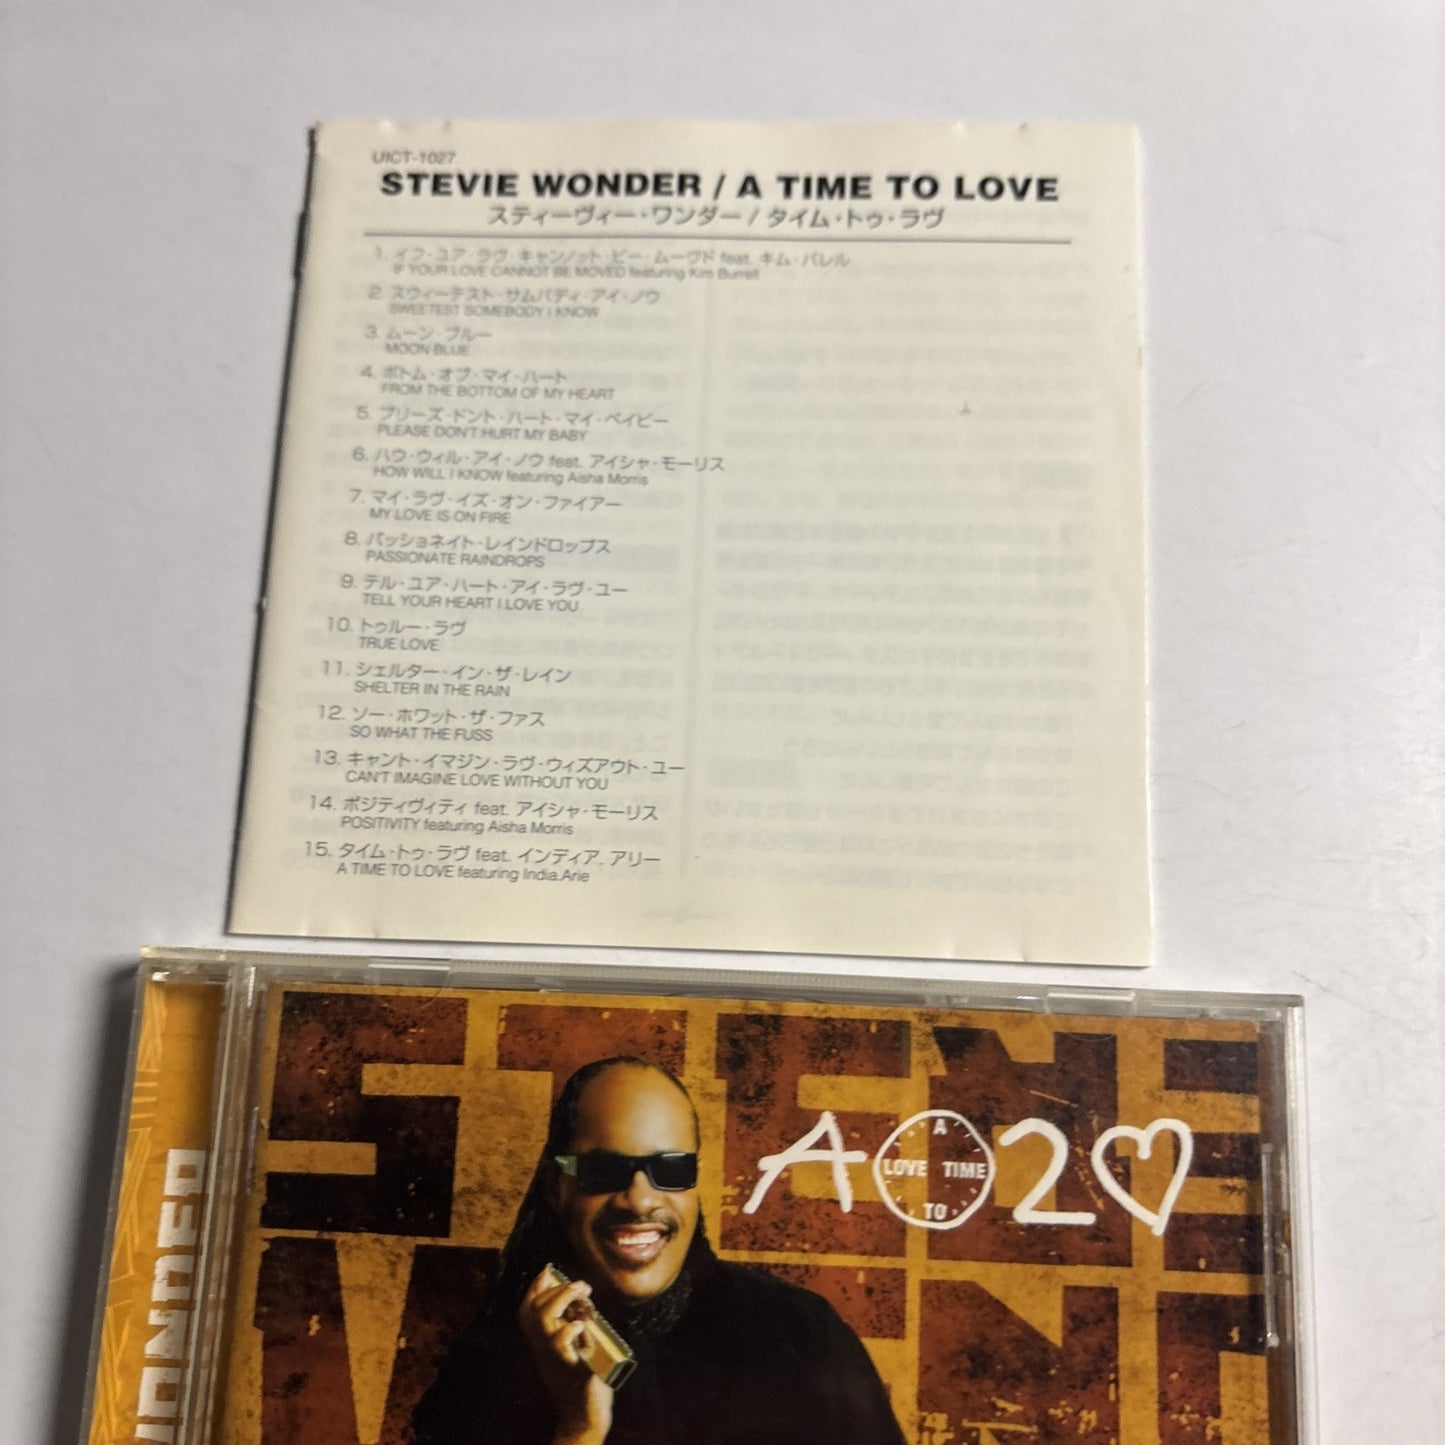 UICT-1027
STEVIE WONDER / A TIME TO LOVE
スティーヴィー・ワンダー / タイム・トゥ・ラヴ
1. イフ・ユア・ラヴ・キャンノット・ビー・ムーヴド feat. キム・バレル
IF YOUR LOVE CANNOT BE MOVED featuring Kim Burrell
2. スウィーテスト・サムバディ・アイ・ノウ
SWEETEST SOMEBODY I KNOW
3. ムーン・ブルー
MOON BLUE
4. ボトム・オブ・マイ・ハート
FROM THE BOTTOM OF MY HEART
5. プリーズ・ドント・ハート・マイ・ベイビー
PLEASE DON'T HURT MY BABY
6. ハウ・ウィル・アイ・ノウ feat. アイシャ・モーリス
HOW WILL I KNOW featuring Aisha Morris
7. マイ・ラヴ・イズ・オン・ファイアー
MY LOVE IS ON FIRE
8. パッショネイト・レインドロップス
PASSIONATE RAINDROPS
9. テル・ユア・ハート・アイ・ラヴ・ユー
TELL YOUR HEART I LOVE YOU
10. トゥルー・ラヴ
TRUE LOVE
11. シェルター・イン・ザ・レイン
SHELTER IN THE RAIN
12. ソー・ホワット・ザ・ファス
SO WHAT THE FUSS
13. キャント・イマジン・ラヴ・ウィズアウト・ユー
CAN'T IMAGINE LOVE WITHOUT YOU
14. ポジティヴィティ feat. アイシャ・モーリス
POSITIVITY featuring Aisha Morris
15. タイム・トゥ・ラヴ feat. インディア．アリー
A TIME TO LOVE featuring India.Arie
A 2
A
LOVE TIME
TO
WONDER